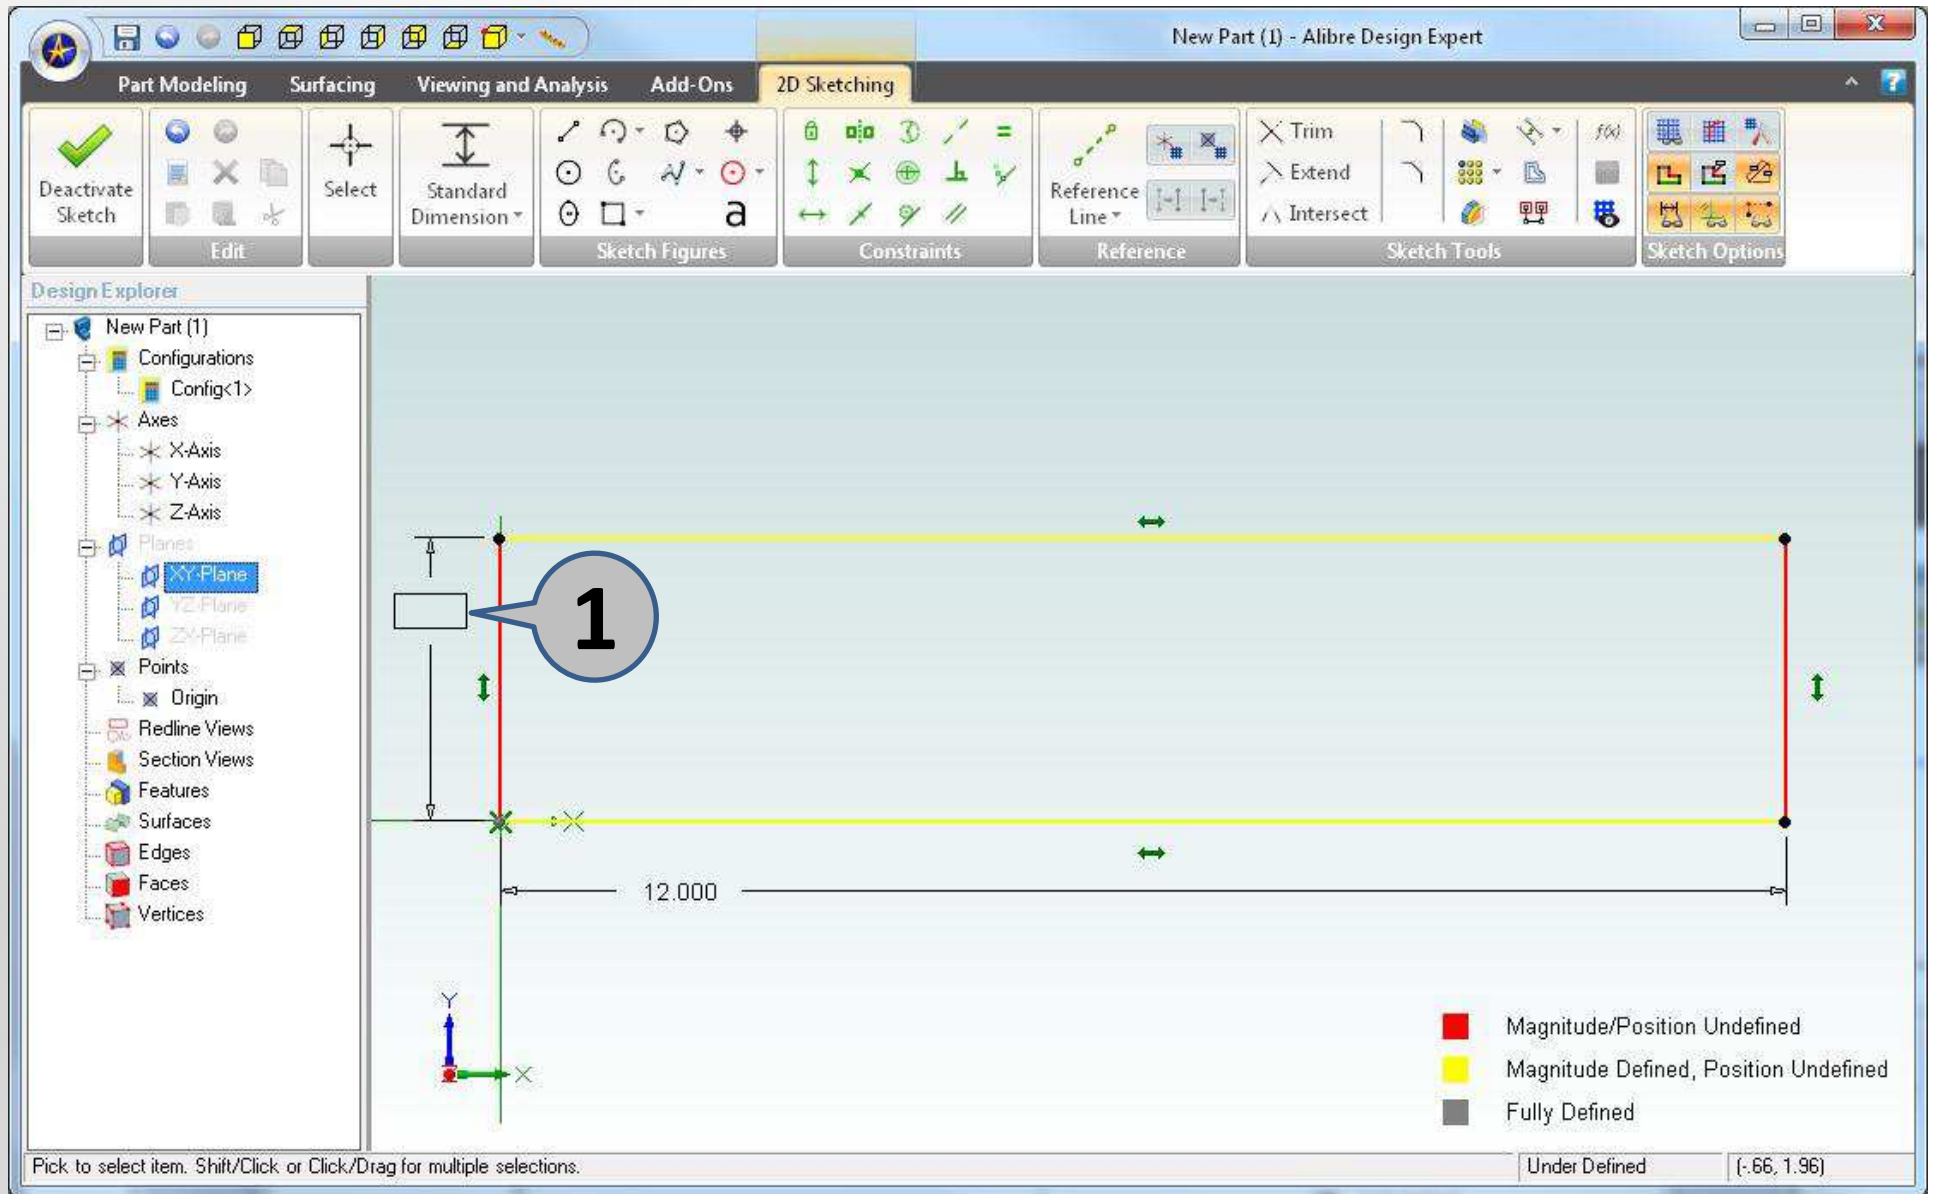 New Part (1) - Alibre Design Expert
Part Modeling Surfacing Viewing and Analysis Add-Ons 2D Sketching
Deactivate Sketch
Edit
Select
Standard Dimension
a
Sketch Figures
Constraints
Reference Line
Reference
Trim
Extend
Intersect
f(x)
Sketch Tools
Sketch Options
Design Explorer
New Part (1)
Configurations
Config<1>
Axes
X-Axis
Y-Axis
Z-Axis
Planes
XY-Plane
YZ-Plane
ZX-Plane
Points
Origin
Redline Views
Section Views
Features
Surfaces
Edges
Faces
Vertices
1
12.000
Y
X
Magnitude/Position Undefined
Magnitude Defined, Position Undefined
Fully Defined
Pick to select item. Shift/Click or Click/Drag for multiple selections.
Under Defined
(-.66, 1.96)